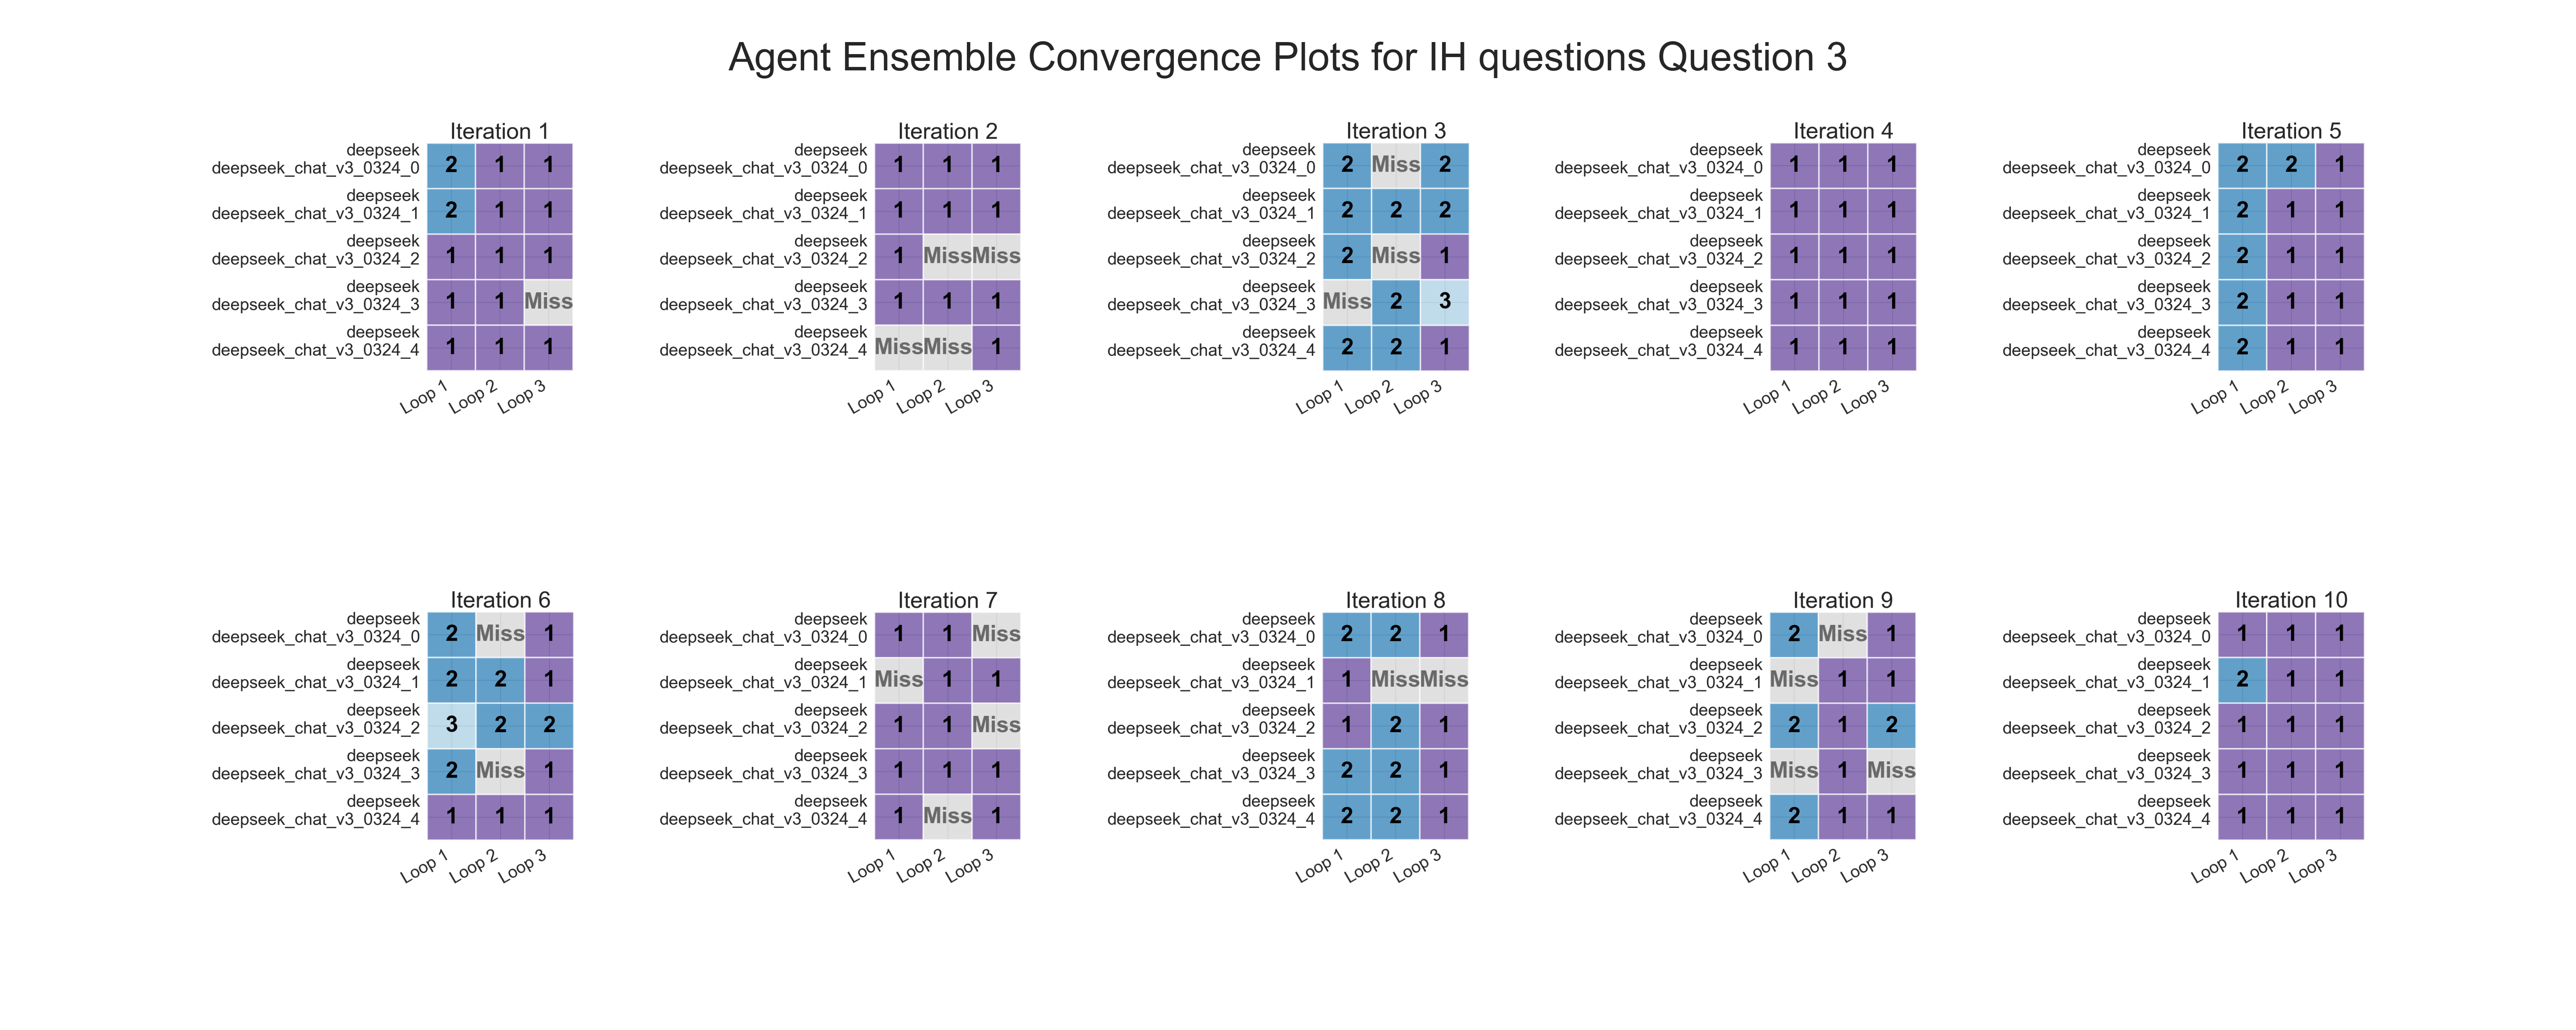 Agent Ensemble Convergence Plots for IH questions Question 3
Iteration 1
deepseek
deepseek_chat_v3_0324_0 2 1 1
deepseek
deepseek_chat_v3_0324_1 2 1 1
deepseek
deepseek_chat_v3_0324_2 1 1 1
deepseek
deepseek_chat_v3_0324_3 1 1 Miss
deepseek
deepseek_chat_v3_0324_4 1 1 1
Loop 1 Loop 2 Loop 3
Iteration 2
deepseek
deepseek_chat_v3_0324_0 1 1 1
deepseek
deepseek_chat_v3_0324_1 1 1 1
deepseek
deepseek_chat_v3_0324_2 1 Miss Miss
deepseek
deepseek_chat_v3_0324_3 1 1 1
deepseek
deepseek_chat_v3_0324_4 Miss Miss 1
Loop 1 Loop 2 Loop 3
Iteration 3
deepseek
deepseek_chat_v3_0324_0 2 Miss 2
deepseek
deepseek_chat_v3_0324_1 2 2 2
deepseek
deepseek_chat_v3_0324_2 2 Miss 1
deepseek
deepseek_chat_v3_0324_3 Miss 2 3
deepseek
deepseek_chat_v3_0324_4 2 2 1
Loop 1 Loop 2 Loop 3
Iteration 4
deepseek
deepseek_chat_v3_0324_0 1 1 1
deepseek
deepseek_chat_v3_0324_1 1 1 1
deepseek
deepseek_chat_v3_0324_2 1 1 1
deepseek
deepseek_chat_v3_0324_3 1 1 1
deepseek
deepseek_chat_v3_0324_4 1 1 1
Loop 1 Loop 2 Loop 3
Iteration 5
deepseek
deepseek_chat_v3_0324_0 2 2 1
deepseek
deepseek_chat_v3_0324_1 2 1 1
deepseek
deepseek_chat_v3_0324_2 2 1 1
deepseek
deepseek_chat_v3_0324_3 2 1 1
deepseek
deepseek_chat_v3_0324_4 2 1 1
Loop 1 Loop 2 Loop 3
Iteration 6
deepseek
deepseek_chat_v3_0324_0 2 Miss 1
deepseek
deepseek_chat_v3_0324_1 2 2 1
deepseek
deepseek_chat_v3_0324_2 3 2 2
deepseek
deepseek_chat_v3_0324_3 2 Miss 1
deepseek
deepseek_chat_v3_0324_4 1 1 1
Loop 1 Loop 2 Loop 3
Iteration 7
deepseek
deepseek_chat_v3_0324_0 1 1 Miss
deepseek
deepseek_chat_v3_0324_1 Miss 1 1
deepseek
deepseek_chat_v3_0324_2 1 1 Miss
deepseek
deepseek_chat_v3_0324_3 1 1 1
deepseek
deepseek_chat_v3_0324_4 1 Miss 1
Loop 1 Loop 2 Loop 3
Iteration 8
deepseek
deepseek_chat_v3_0324_0 2 2 1
deepseek
deepseek_chat_v3_0324_1 1 Miss Miss
deepseek
deepseek_chat_v3_0324_2 1 2 1
deepseek
deepseek_chat_v3_0324_3 2 2 1
deepseek
deepseek_chat_v3_0324_4 2 2 1
Loop 1 Loop 2 Loop 3
Iteration 9
deepseek
deepseek_chat_v3_0324_0 2 Miss 1
deepseek
deepseek_chat_v3_0324_1 Miss 1 1
deepseek
deepseek_chat_v3_0324_2 2 1 2
deepseek
deepseek_chat_v3_0324_3 Miss 1 Miss
deepseek
deepseek_chat_v3_0324_4 2 1 1
Loop 1 Loop 2 Loop 3
Iteration 10
deepseek
deepseek_chat_v3_0324_0 1 1 1
deepseek
deepseek_chat_v3_0324_1 2 1 1
deepseek
deepseek_chat_v3_0324_2 1 1 1
deepseek
deepseek_chat_v3_0324_3 1 1 1
deepseek
deepseek_chat_v3_0324_4 1 1 1
Loop 1 Loop 2 Loop 3